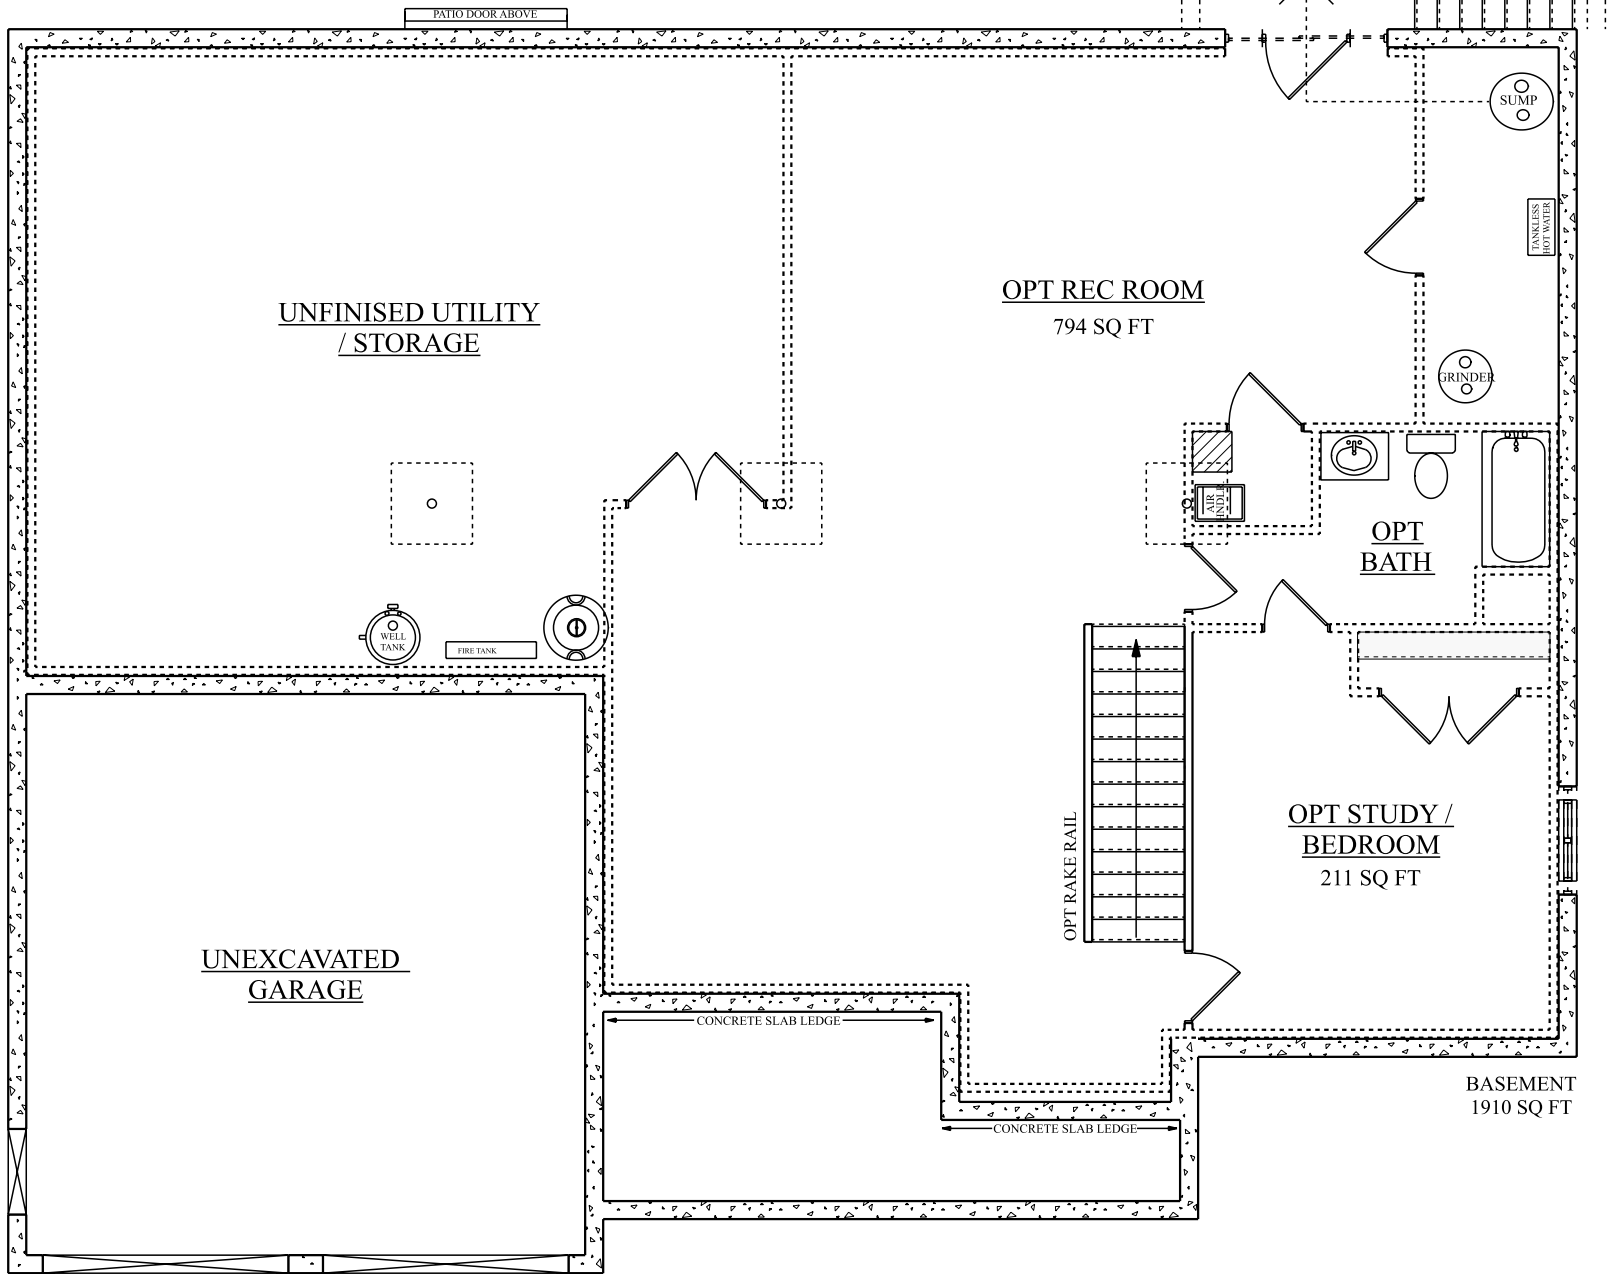 PATIO DOOR ABOVE
SUMP
TANKLESS
HOT WATER
OPT REC ROOM
794 SQ FT
UNFINISED UTILITY
/ STORAGE
GRINDER
AIR
HNDLR
OPT
BATH
WELL
TANK
FIRE TANK
OPT RAKE RAIL
OPT STUDY /
BEDROOM
211 SQ FT
UNEXCAVATED
GARAGE
CONCRETE SLAB LEDGE
BASEMENT
1910 SQ FT
CONCRETE SLAB LEDGE